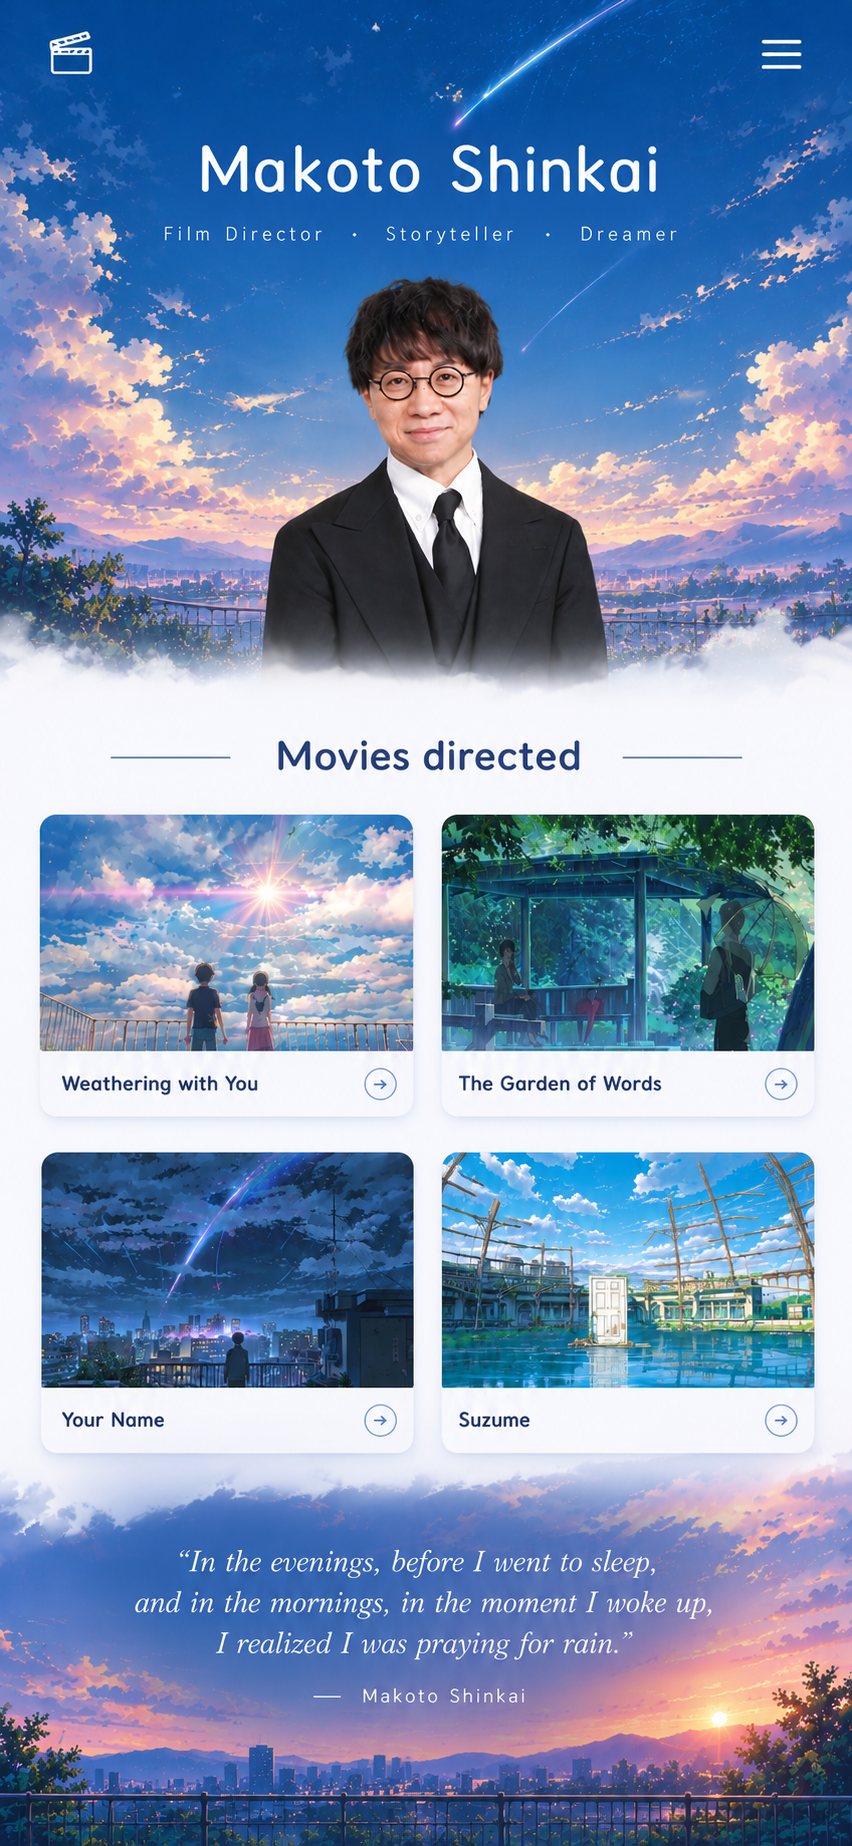 Makoto Shinkai
Film Director • Storyteller • Dreamer
Movies directed
Weathering with You
The Garden of Words
Your Name
Suzume
“In the evenings, before I went to sleep,
and in the mornings, in the moment I woke up,
I realized I was praying for rain.”
— Makoto Shinkai